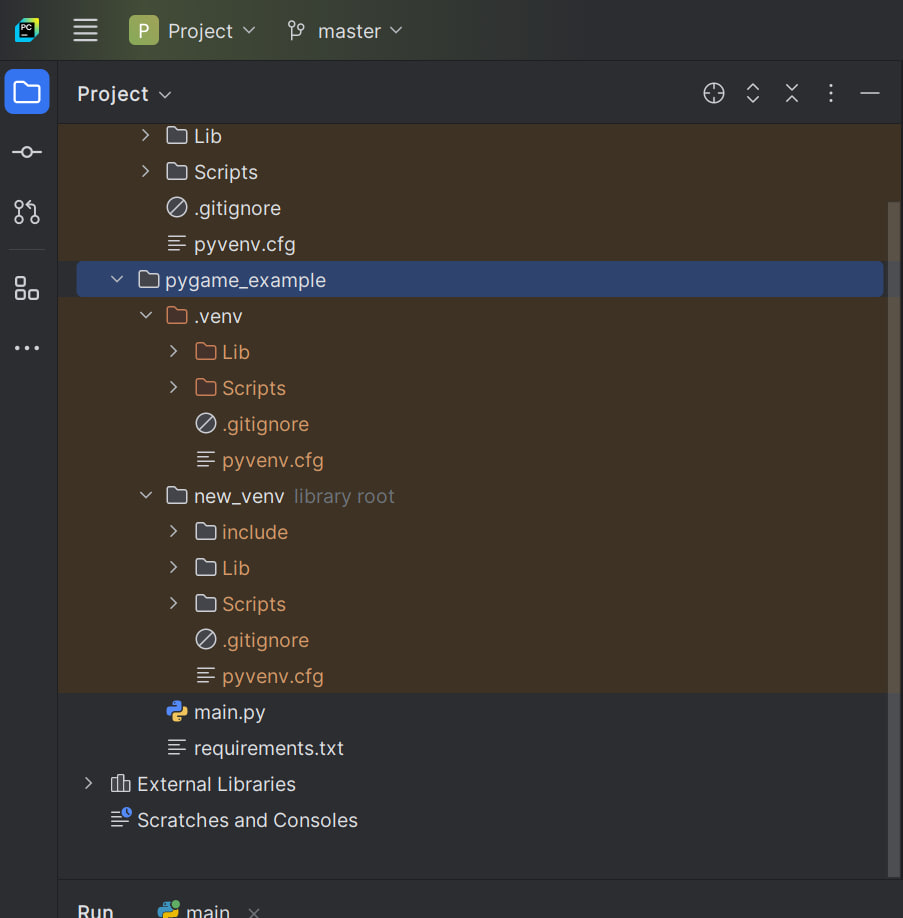 PC
P Project master
Project
Lib
Scripts
.gitignore
pyvenv.cfg
pygame_example
.venv
Lib
Scripts
.gitignore
pyvenv.cfg
new_venv library root
include
Lib
Scripts
.gitignore
pyvenv.cfg
main.py
requirements.txt
External Libraries
Scratches and Consoles
Run main